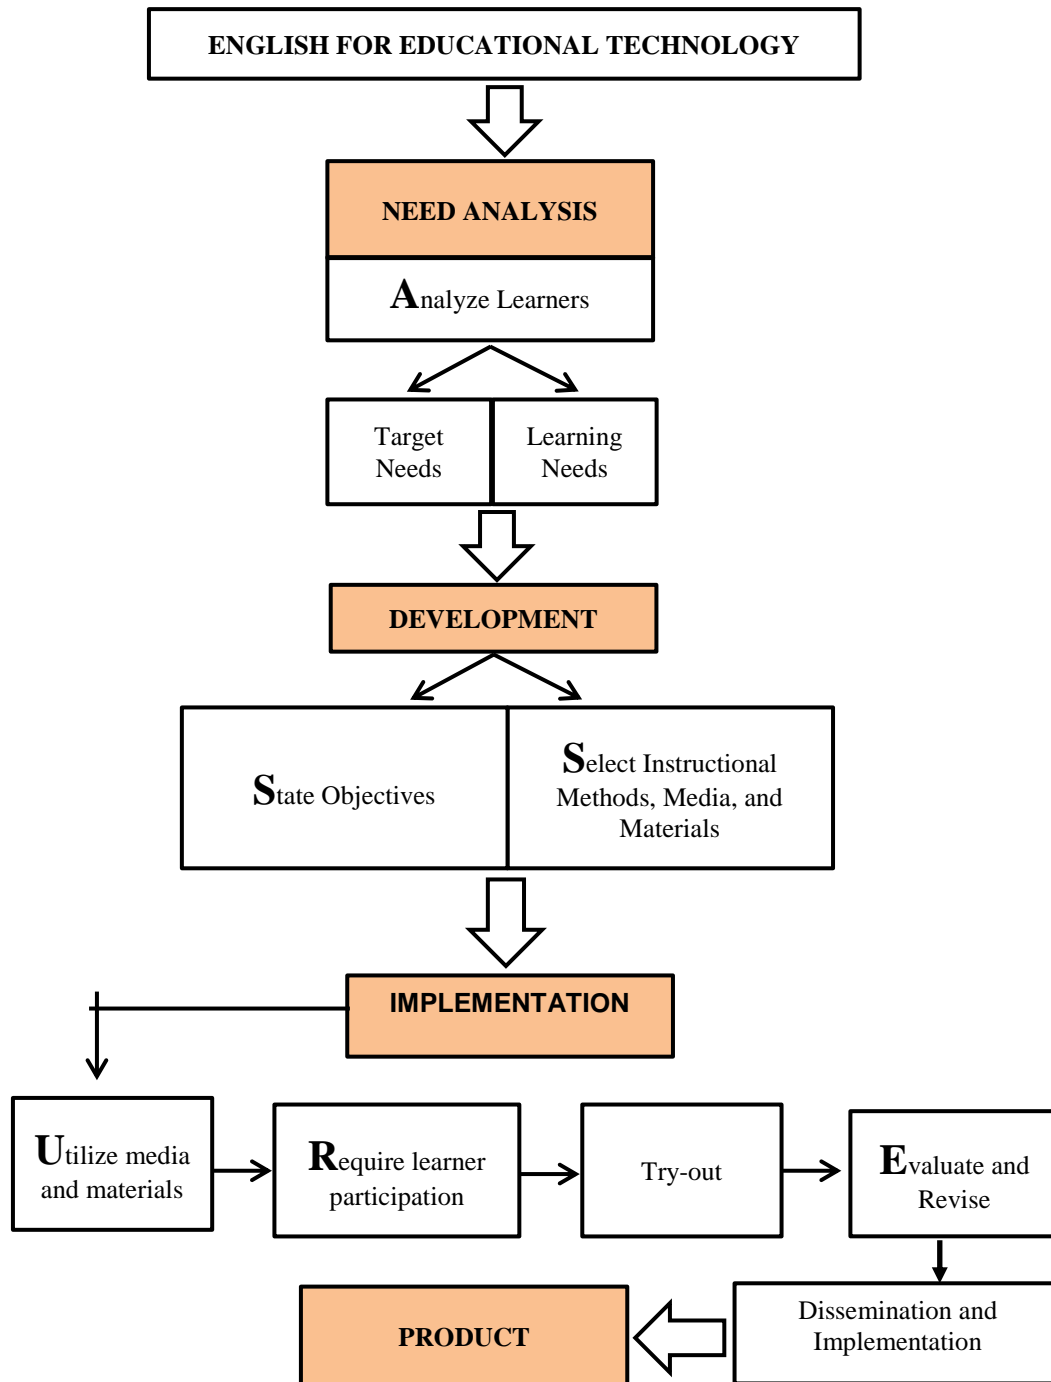 ENGLISH FOR EDUCATIONAL TECHNOLOGY
NEED ANALYSIS
Analyze Learners
Target
Needs
Learning
Needs
DEVELOPMENT
State Objectives
Select Instructional
Methods, Media, and
Materials
IMPLEMENTATION
Utilize media
and materials
Require learner
participation
Try-out
Evaluate and
Revise
Dissemination and
Implementation
PRODUCT